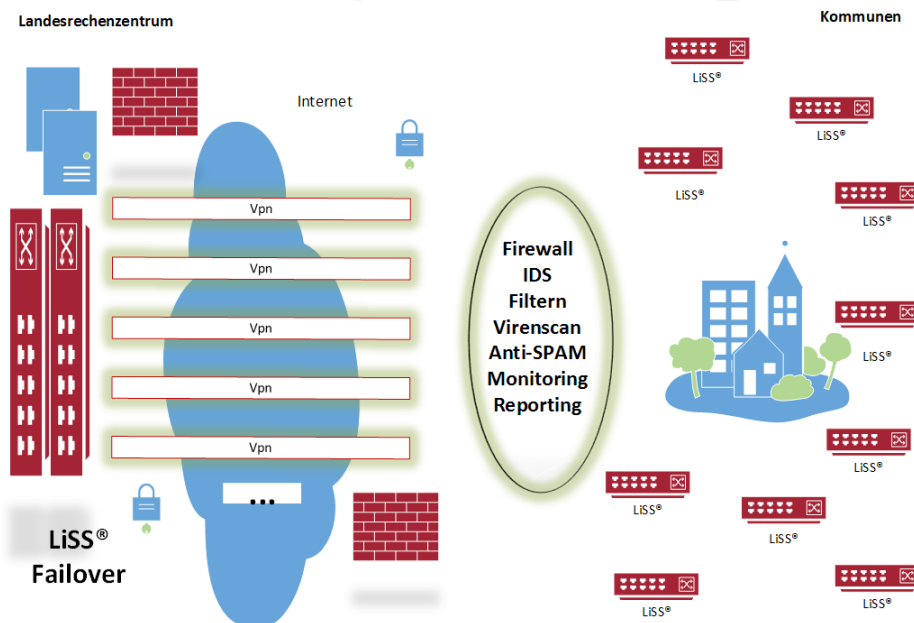 Landesrechenzentrum
Kommunen
Internet
Vpn
Vpn
Vpn
Vpn
Vpn
...
LiSS®
Failover
Firewall
IDS
Filtern
Virenscan
Anti-SPAM
Monitoring
Reporting
LiSS®
LiSS®
LiSS®
LiSS®
LiSS®
LiSS®
LiSS®
LiSS®
LiSS®
LiSS®